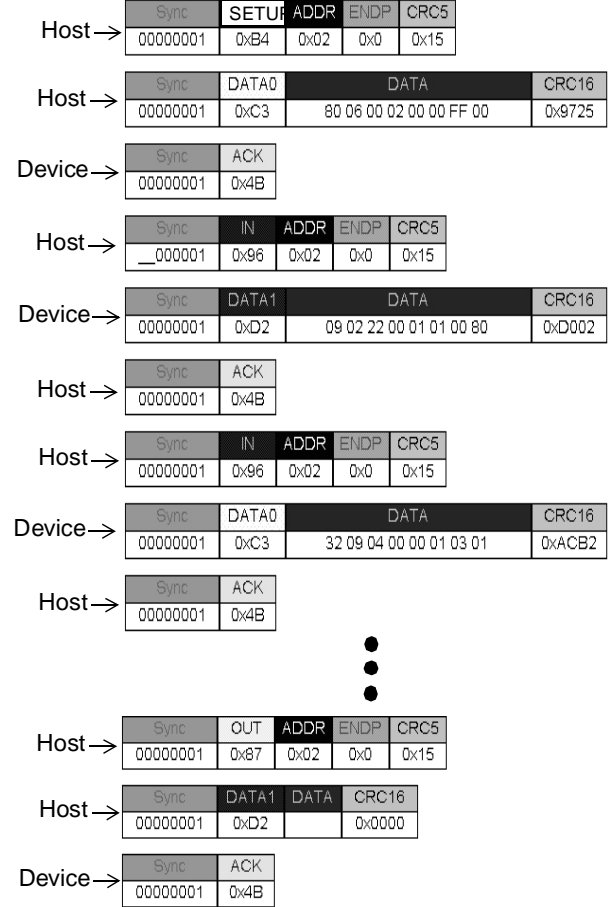 Sync SETUP ADDR ENDP CRC5
Host 00000001 0xB4 0x02 0x0 0x15
Sync DATA0 DATA CRC16
Host 00000001 0xC3 80 06 00 02 00 00 FF 00 0x9725
Sync ACK
Device 00000001 0x4B
Sync IN ADDR ENDP CRC5
Host __000001 0x96 0x02 0x0 0x15
Sync DATA1 DATA CRC16
Device 00000001 0xD2 09 02 22 00 01 01 00 80 0xD002
Sync ACK
Host 00000001 0x4B
Sync IN ADDR ENDP CRC5
Host 00000001 0x96 0x02 0x0 0x15
Sync DATA0 DATA CRC16
Device 00000001 0xC3 32 09 04 00 00 01 03 01 0xACB2
Sync ACK
Host 00000001 0x4B
Sync OUT ADDR ENDP CRC5
Host 00000001 0x87 0x02 0x0 0x15
Sync DATA1 DATA CRC16
Host 00000001 0xD2 0x0000
Sync ACK
Device 00000001 0x4B